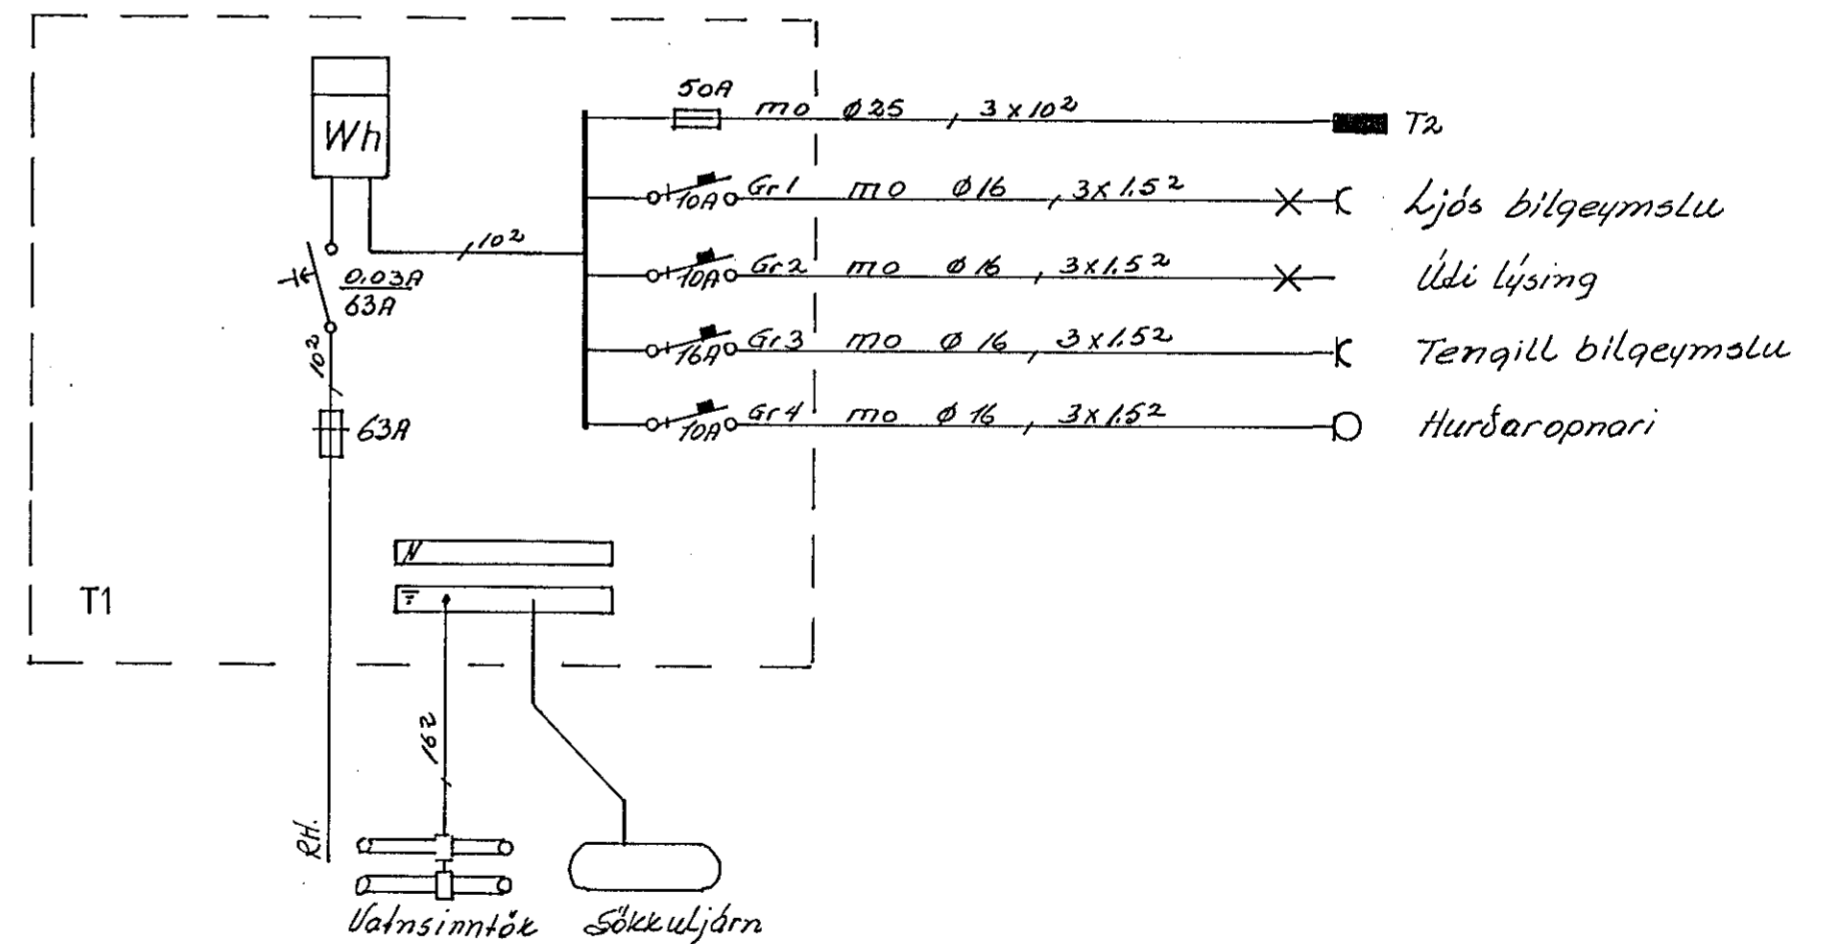 Wh
0.03A
63A
10²
63A
10²
50A mo ø25 3x10² T2
10A Gr1 mo ø16 3x1.5² Ljós bílgeymslu
10A Gr2 mo ø16 3x1.5² Údi lýsing
16A Gr3 mo ø16 3x1.5² Tengill bílgeymslu
10A Gr4 mo ø16 3x1.5² Hurðaropnari
N
T1
16²
RH.
Vatnsinntök Sökkuljárn